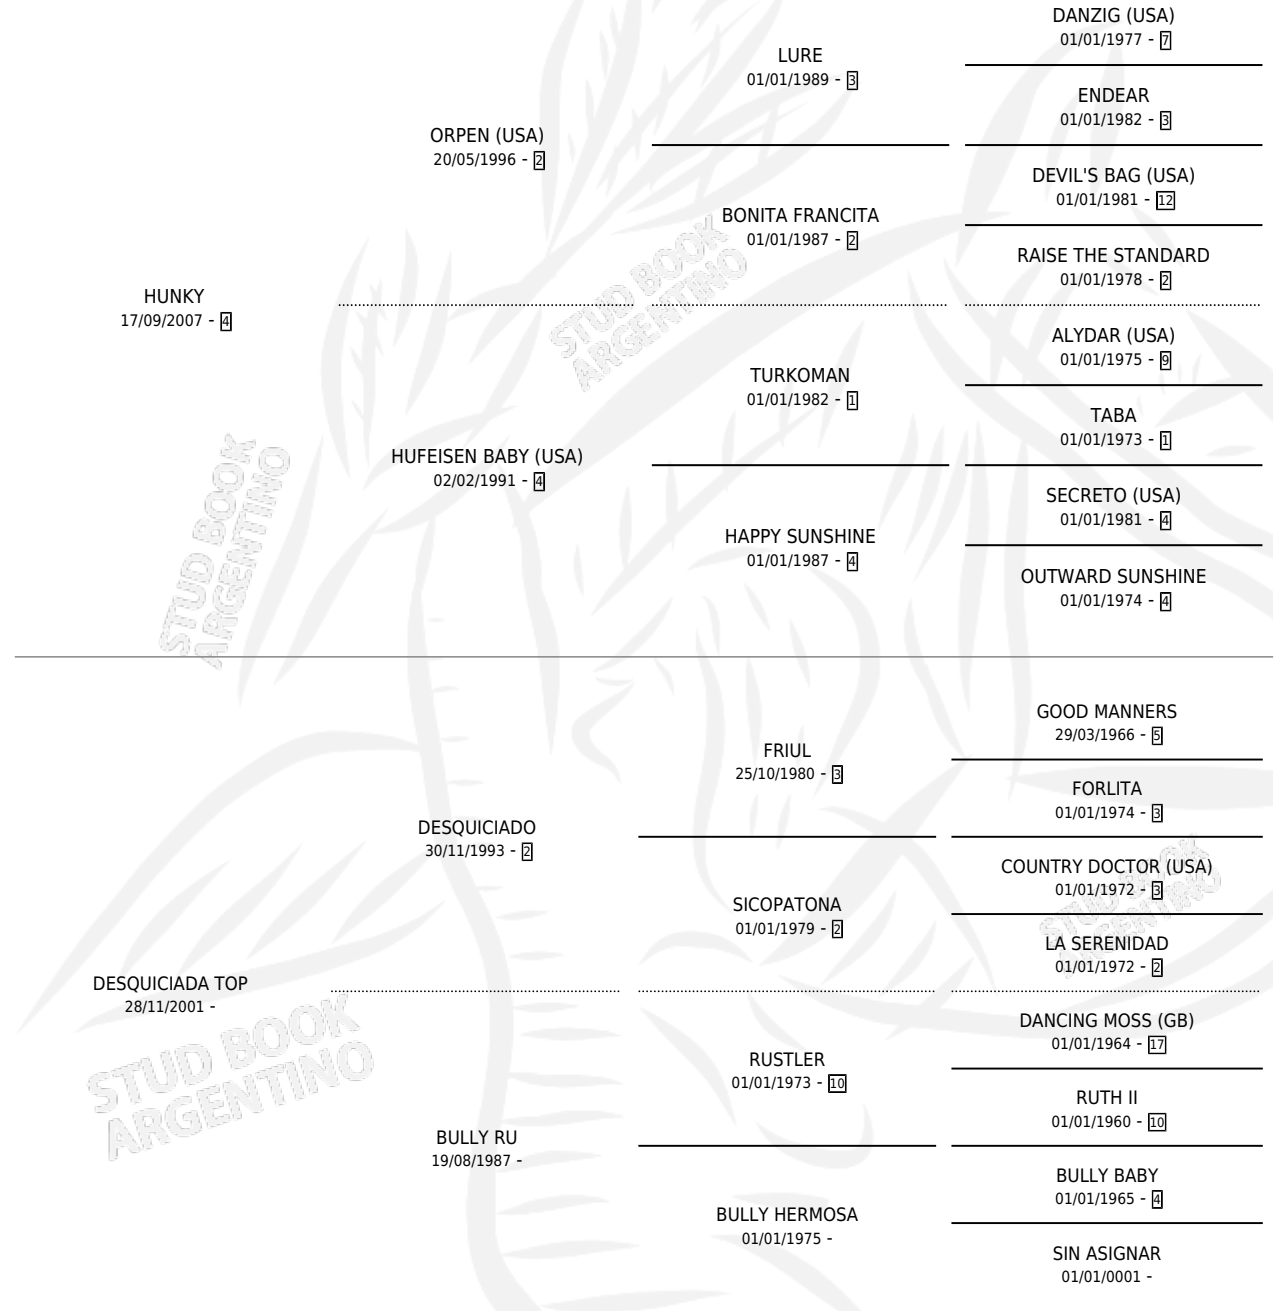 HUNKY
17/09/2007 - 4
ORPEN (USA)
20/05/1996 - 2
LURE
01/01/1989 - 3
DANZIG (USA)
01/01/1977 - 7
ENDEAR
01/01/1982 - 3
BONITA FRANCITA
01/01/1987 - 2
DEVIL'S BAG (USA)
01/01/1981 - 12
RAISE THE STANDARD
01/01/1978 - 2
HUFEISEN BABY (USA)
02/02/1991 - 4
TURKOMAN
01/01/1982 - 1
ALYDAR (USA)
01/01/1975 - 9
TABA
01/01/1973 - 1
HAPPY SUNSHINE
01/01/1987 - 4
SECRETO (USA)
01/01/1981 - 4
OUTWARD SUNSHINE
01/01/1974 - 4
DESQUICIADA TOP
28/11/2001 -
DESQUICIADO
30/11/1993 - 2
FRIUL
25/10/1980 - 3
GOOD MANNERS
29/03/1966 - 5
FORLITA
01/01/1974 - 3
SICOPATONA
01/01/1979 - 2
COUNTRY DOCTOR (USA)
01/01/1972 - 3
LA SERENIDAD
01/01/1972 - 2
BULLY RU
19/08/1987 -
RUSTLER
01/01/1973 - 10
DANCING MOSS (GB)
01/01/1964 - 17
RUTH II
01/01/1960 - 10
BULLY HERMOSA
01/01/1975 -
BULLY BABY
01/01/1965 - 4
SIN ASIGNAR
01/01/0001 -
STUD BOOK
ARGENTINO
STUD BOOK
ARGENTINO
STUD BOOK
ARGENTINO
STUD BOOK
ARGENTINO